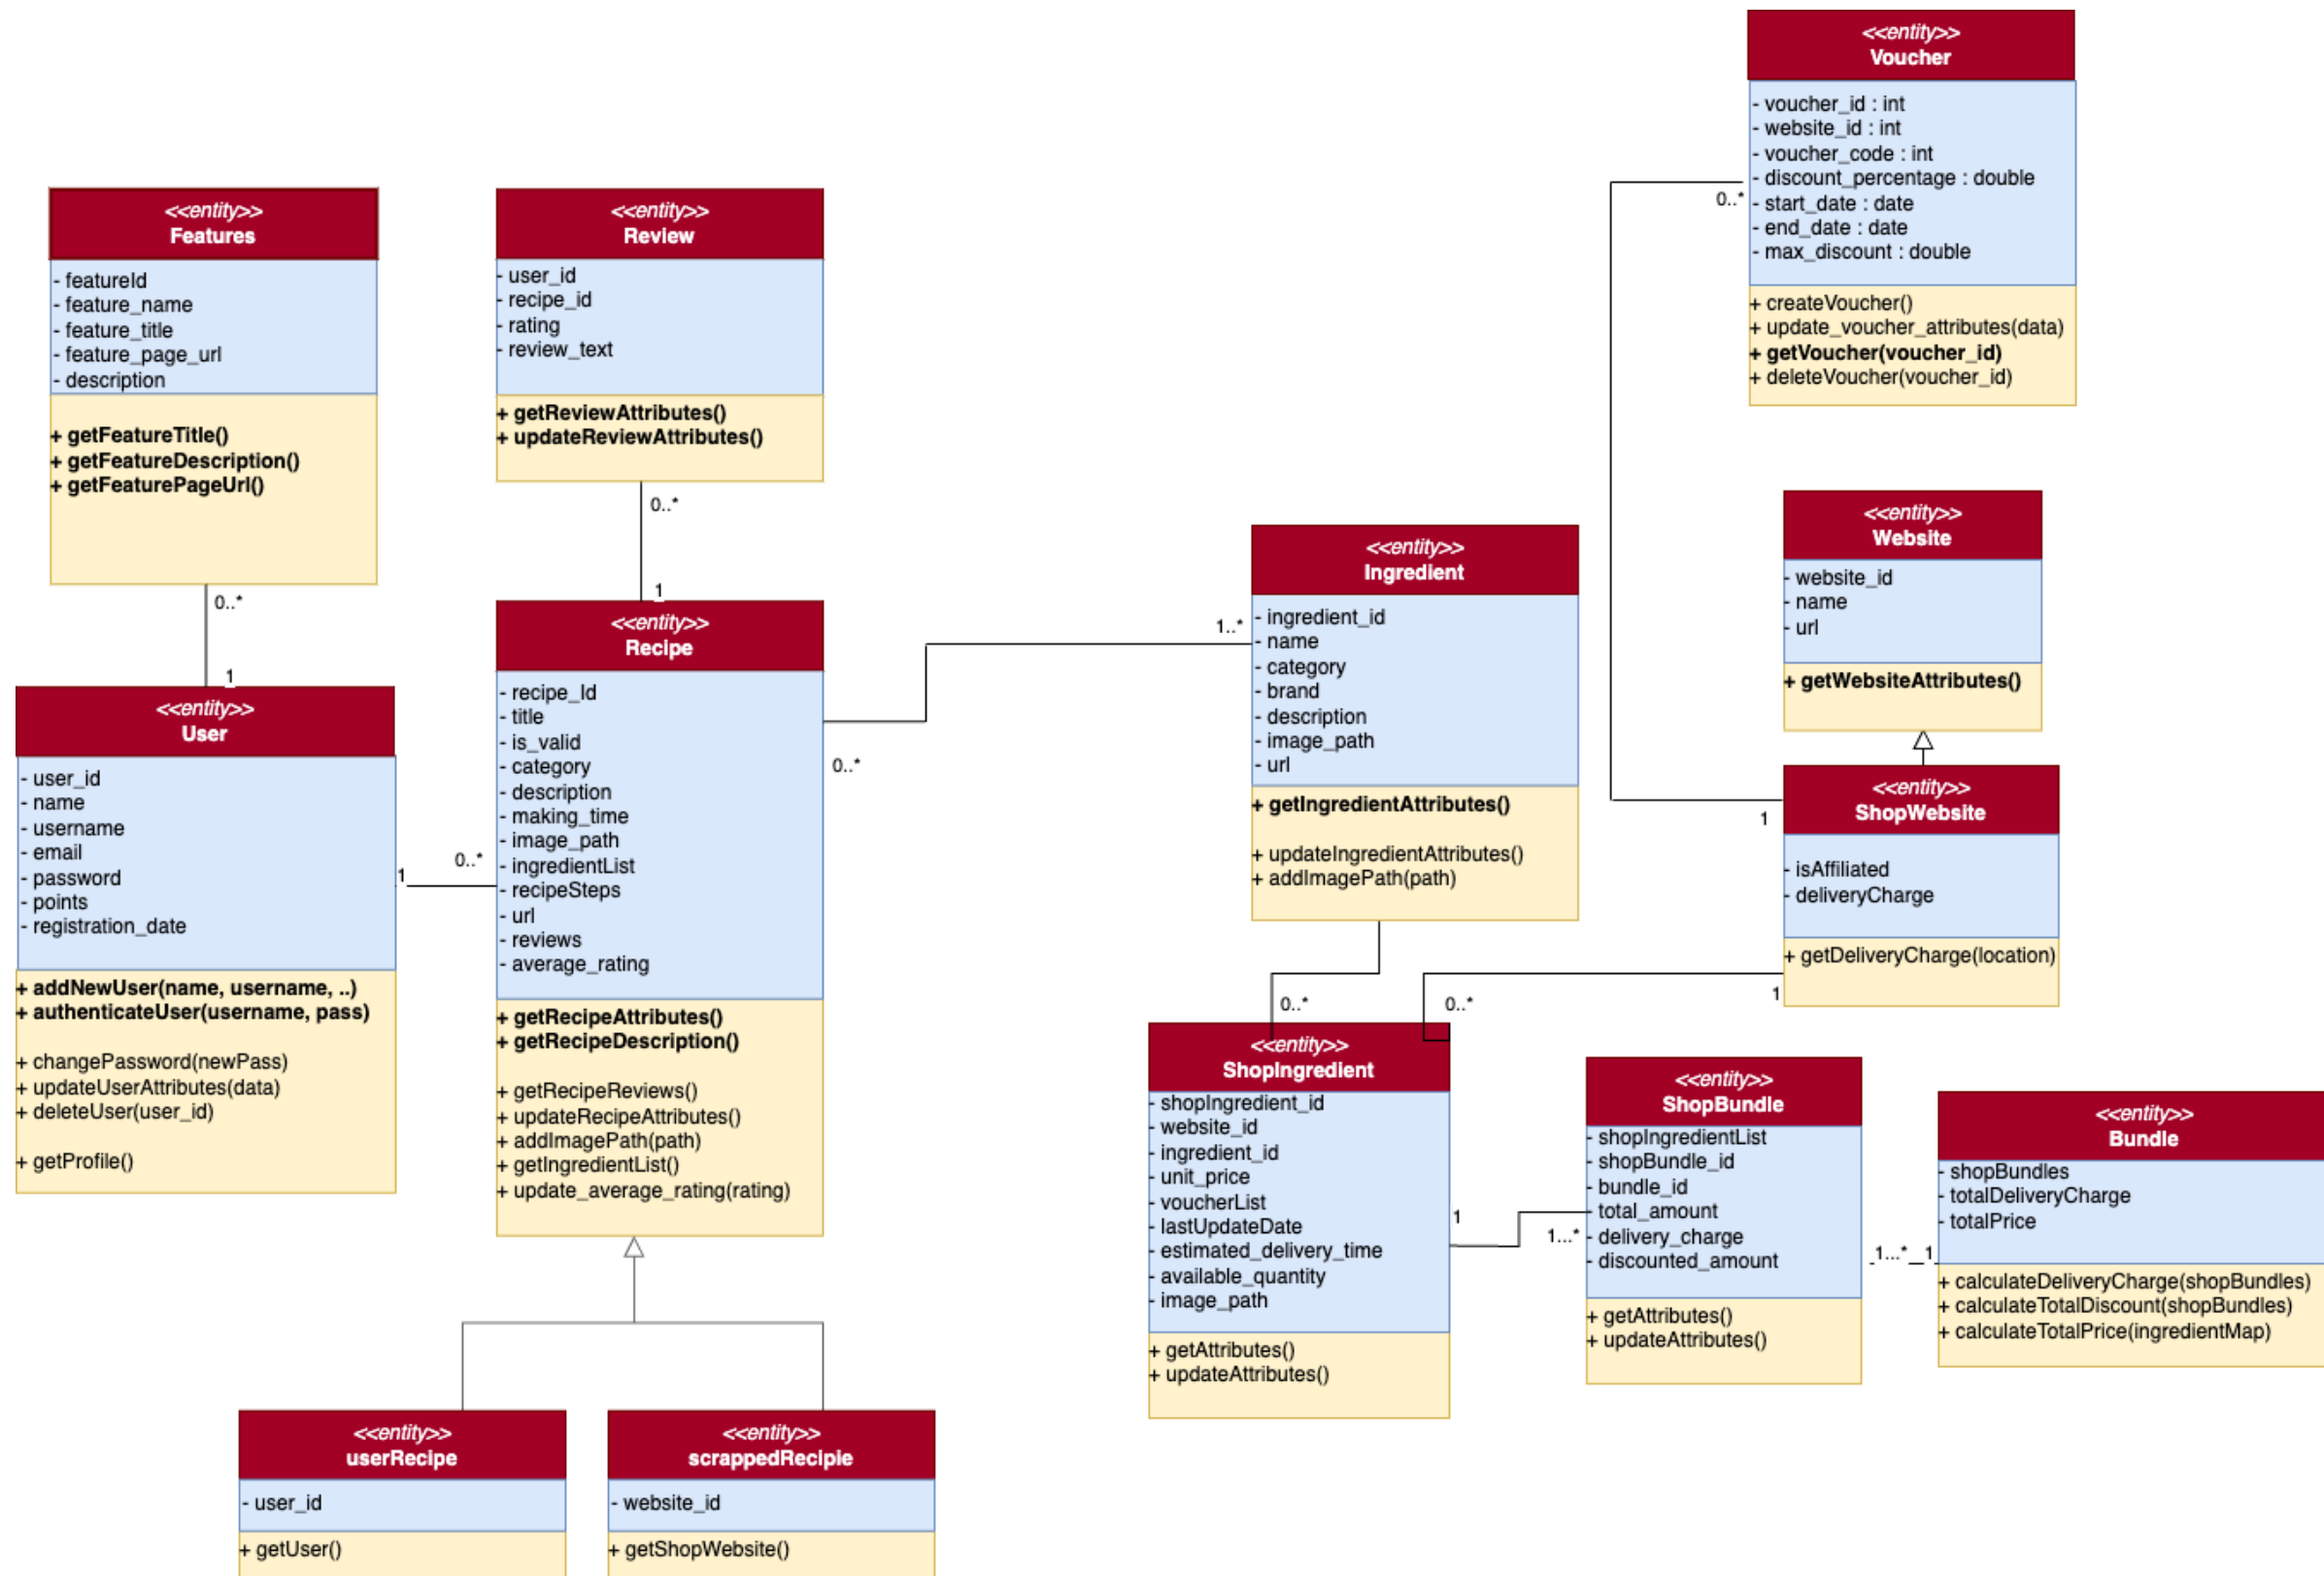 <<entity>>
Voucher
- voucher_id : int
- website_id : int
- voucher_code : int
- discount_percentage : double
- start_date : date
- end_date : date
- max_discount : double
+ createVoucher()
+ update_voucher_attributes(data)
+ getVoucher(voucher_id)
+ deleteVoucher(voucher_id)
0..*
<<entity>>
Features
- featureId
- feature_name
- feature_title
- feature_page_url
- description
+ getFeatureTitle()
+ getFeatureDescription()
+ getFeaturePageUrl()
0..*
1
<<entity>>
Review
- user_id
- recipe_id
- rating
- review_text
+ getReviewAttributes()
+ updateReviewAttributes()
0..*
1
<<entity>>
User
- user_id
- name
- username
- email
- password
- points
- registration_date
+ addNewUser(name, username, ..)
+ authenticateUser(username, pass)
+ changePassword(newPass)
+ updateUserAttributes(data)
+ deleteUser(user_id)
+ getProfile()
1
0..*
<<entity>>
Recipe
- recipe_Id
- title
- is_valid
- category
- description
- making_time
- image_path
- ingredientList
- recipeSteps
- url
- reviews
- average_rating
+ getRecipeAttributes()
+ getRecipeDescription()
+ getRecipeReviews()
+ updateRecipeAttributes()
+ addImagePath(path)
+ getIngredientList()
+ update_average_rating(rating)
0..*
1..*
<<entity>>
Ingredient
- ingredient_id
- name
- category
- brand
- description
- image_path
- url
+ getIngredientAttributes()
+ updateIngredientAttributes()
+ addImagePath(path)
<<entity>>
Website
- website_id
- name
- url
+ getWebsiteAttributes()
<<entity>>
ShopWebsite
- isAffiliated
- deliveryCharge
+ getDeliveryCharge(location)
1
1
0..*
0..*
<<entity>>
ShopIngredient
- shopIngredient_id
- website_id
- ingredient_id
- unit_price
- voucherList
- lastUpdateDate
- estimated_delivery_time
- available_quantity
- image_path
+ getAttributes()
+ updateAttributes()
1
1...*
<<entity>>
ShopBundle
- shopIngredientList
- shopBundle_id
- bundle_id
- total_amount
- delivery_charge
- discounted_amount
+ getAttributes()
+ updateAttributes()
1...*
1
<<entity>>
Bundle
- shopBundles
- totalDeliveryCharge
- totalPrice
+ calculateDeliveryCharge(shopBundles)
+ calculateTotalDiscount(shopBundles)
+ calculateTotalPrice(ingredientMap)
<<entity>>
userRecipe
- user_id
+ getUser()
<<entity>>
scrappedRecipie
- website_id
+ getShopWebsite()